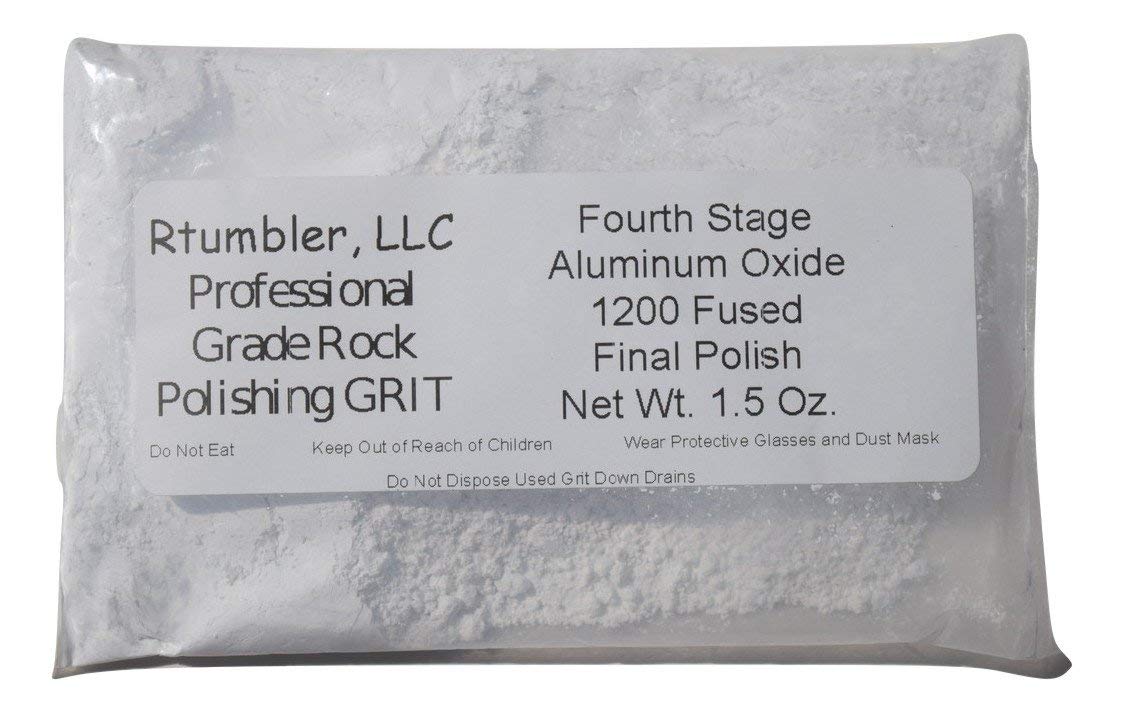 Rtumbler, LLC
Professional
Grade Rock
Polishing GRIT
Fourth Stage
Aluminum Oxide
1200 Fused
Final Polish
Net Wt. 1.5 Oz.
Do Not Eat
Keep Out of Reach of Children
Wear Protective Glasses and Dust Mask
Do Not Dispose Used Grit Down Drains